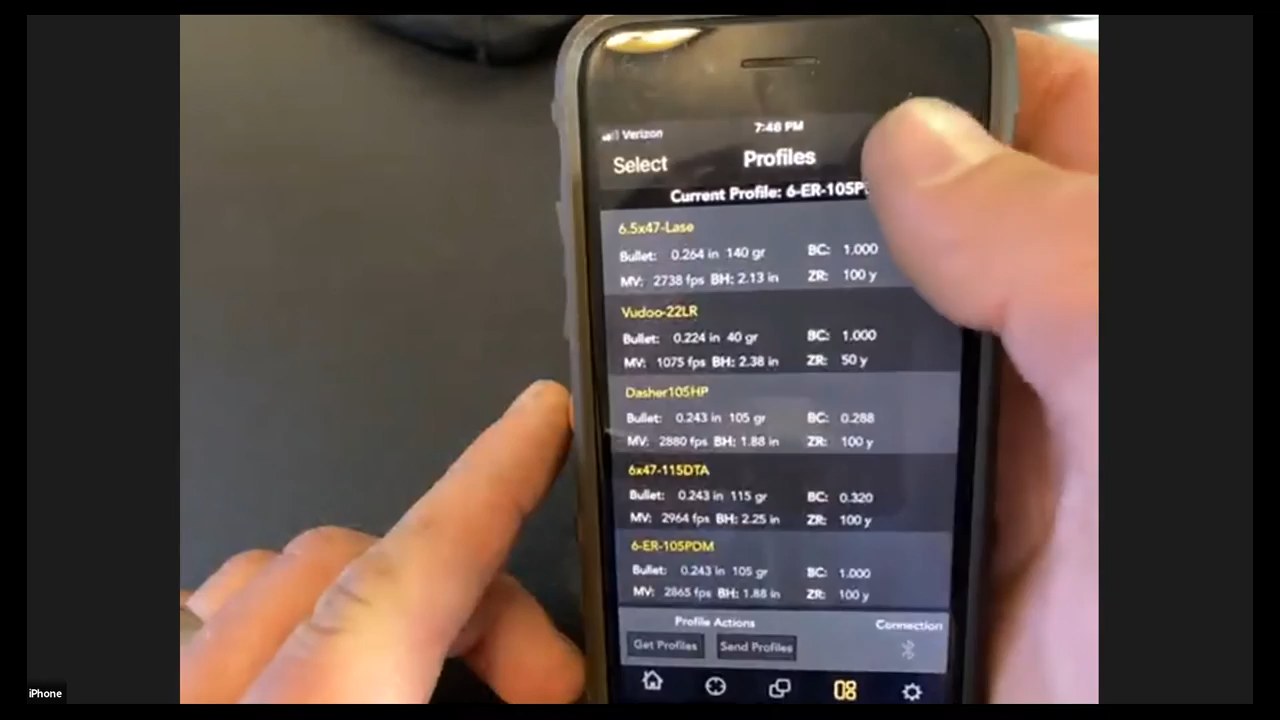 Verizon
7:48 PM
Select
Profiles
Current Profile: 6-ER-105P
6.5x47-Lase
Bullet: 0.264 in 140 gr BC: 1.000
MV: 2738 fps BH: 2.13 in ZR: 100 y
Vudoo-22LR
Bullet: 0.224 in 40 gr BC: 1.000
MV: 1075 fps BH: 2.38 in ZR: 50 y
Dasher105HP
Bullet: 0.243 in 105 gr BC: 0.288
MV: 2880 fps BH: 1.88 in ZR: 100 y
6x47-115DTA
Bullet: 0.243 in 115 gr BC: 0.320
MV: 2964 fps BH: 2.25 in ZR: 100 y
6-ER-105PDM
Bullet: 0.243 in 105 gr BC: 1.000
MV: 2865 fps BH: 1.88 in ZR: 100 y
Profile Actions
Connection
Get Profiles
Send Profiles
iPhone